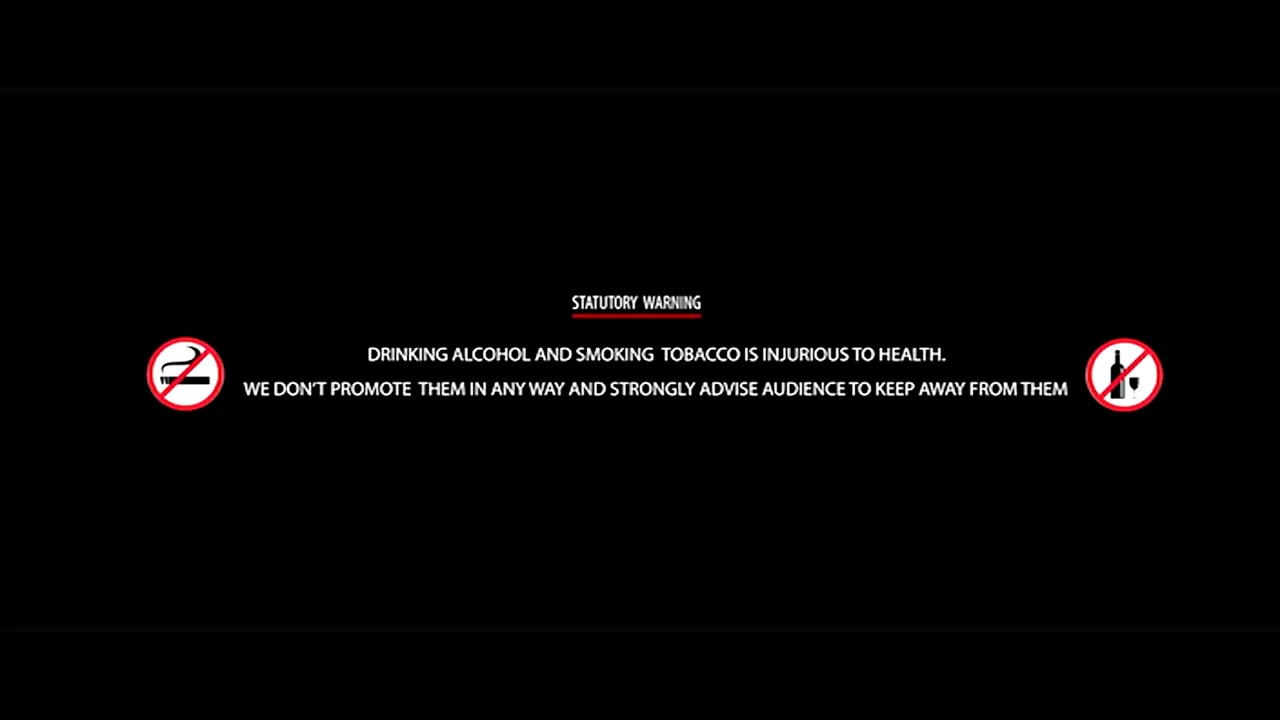 STATUTORY WARNING
DRINKING ALCOHOL AND SMOKING TOBACCO IS INJURIOUS TO HEALTH.
WE DON'T PROMOTE THEM IN ANY WAY AND STRONGLY ADVISE AUDIENCE TO KEEP AWAY FROM THEM